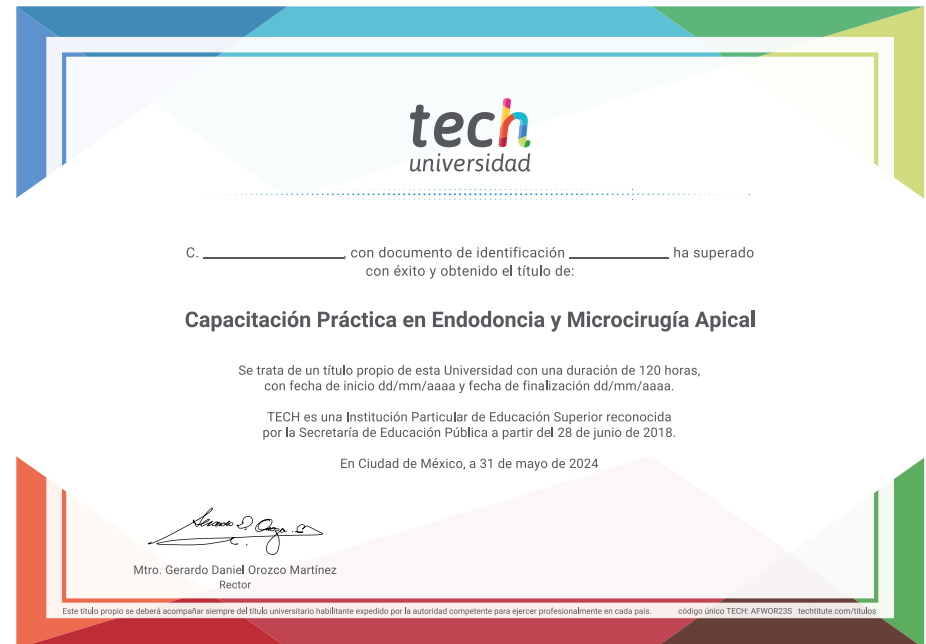 tech
universidad
C. ____________, con documento de identificación ____________ ha superado
con éxito y obtenido el título de:
Capacitación Práctica en Endodoncia y Microcirugía Apical
Se trata de un título propio de esta Universidad con una duración de 120 horas,
con fecha de inicio dd/mm/aaaa y fecha de finalización dd/mm/aaaa.
TECH es una Institución Particular de Educación Superior reconocida
por la Secretaría de Educación Pública a partir del 28 de junio de 2018.
En Ciudad de México, a 31 de mayo de 2024
Mtro. Gerardo Daniel Orozco Martínez
Rector
Este título propio se deberá acompañar siempre del título universitario habilitante expedido por la autoridad competente para ejercer profesionalmente en cada país. código único TECH: AFWOR23S techtitute.com/titulos